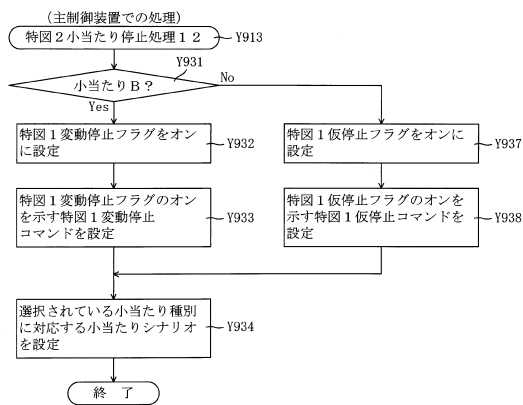 (主制御装置での処理)
特図2小当たり停止処理12
Y913
小当たりB?
Y931
No
Yes
特図1変動停止フラグをオン
に設定
Y932
特図1仮停止フラグをオンに
設定
Y937
特図1変動停止フラグのオン
を示す特図1変動停止
コマンドを設定
Y933
特図1仮停止フラグのオンを
示す特図1仮停止コマンドを
設定
Y938
選択されている小当たり種別
に対応する小当たりシナリオ
を設定
Y934
終 了